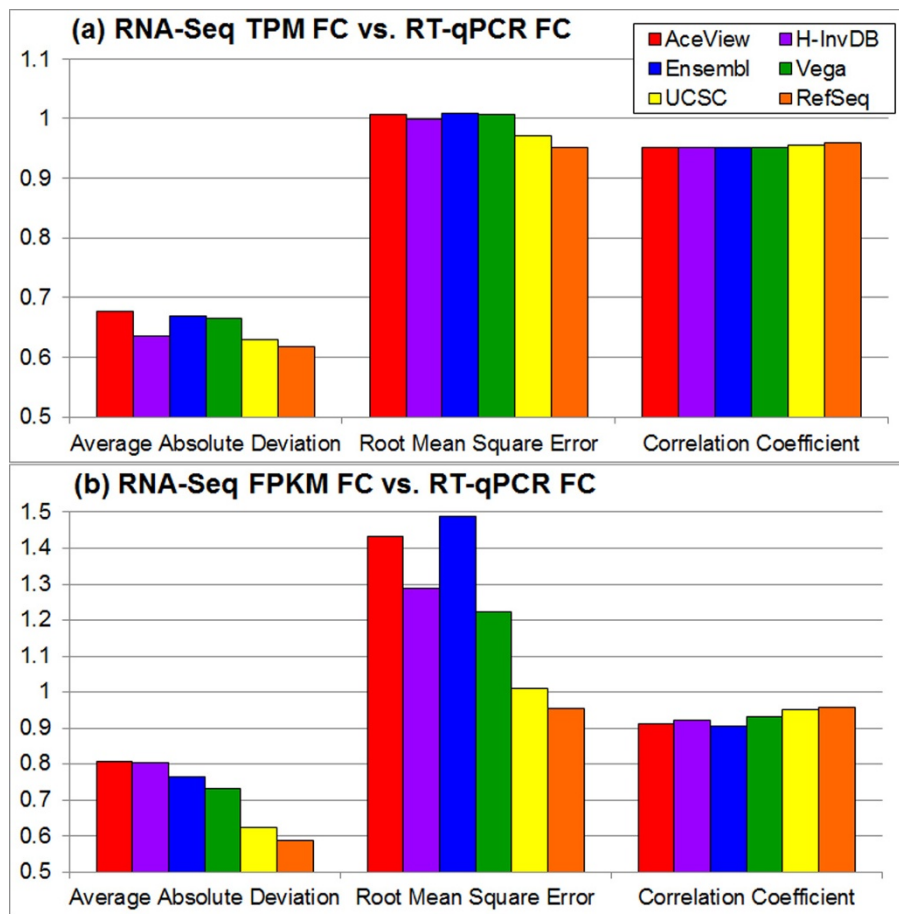 (a) RNA-Seq TPM FC vs. RT-qPCR FC
AceView H-InvDB
Ensembl Vega
UCSC RefSeq
1.1
1
0.9
0.8
0.7
0.6
0.5
Average Absolute Deviation Root Mean Square Error Correlation Coefficient
(b) RNA-Seq FPKM FC vs. RT-qPCR FC
1.5
1.4
1.3
1.2
1.1
1
0.9
0.8
0.7
0.6
0.5
Average Absolute Deviation Root Mean Square Error Correlation Coefficient